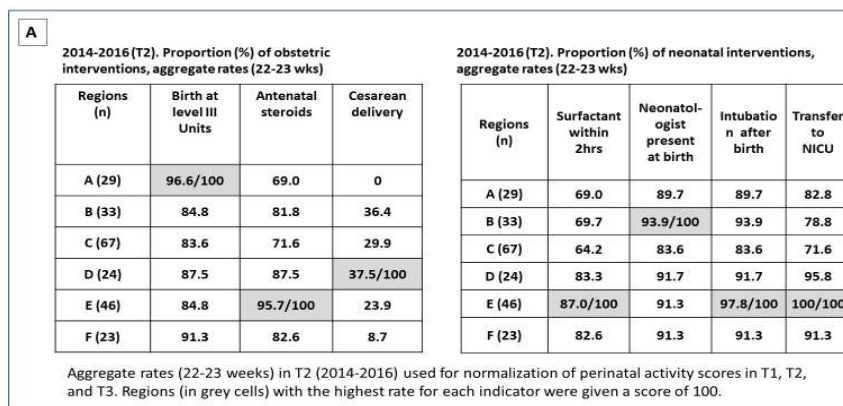 A
2014-2016 (T2). Proportion (%) of obstetric
interventions, aggregate rates (22-23 wks)
Regions (n) | Birth at level III Units | Antenatal steroids | Cesarean delivery
A (29) | 96.6/100 | 69.0 | 0
B (33) | 84.8 | 81.8 | 36.4
C (67) | 83.6 | 71.6 | 29.9
D (24) | 87.5 | 87.5 | 37.5/100
E (46) | 84.8 | 95.7/100 | 23.9
F (23) | 91.3 | 82.6 | 8.7
2014-2016 (T2). Proportion (%) of neonatal interventions,
aggregate rates (22-23 wks)
Regions (n) | Surfactant within 2hrs | Neonatol-ogist present at birth | Intubatio n after birth | Transfer to NICU
A (29) | 69.0 | 89.7 | 89.7 | 82.8
B (33) | 69.7 | 93.9/100 | 93.9 | 78.8
C (67) | 64.2 | 83.6 | 83.6 | 71.6
D (24) | 83.3 | 91.7 | 91.7 | 95.8
E (46) | 87.0/100 | 91.3 | 97.8/100 | 100/100
F (23) | 82.6 | 91.3 | 91.3 | 91.3
Aggregate rates (22-23 weeks) in T2 (2014-2016) used for normalization of perinatal activity scores in T1, T2,
and T3. Regions (in grey cells) with the highest rate for each indicator were given a score of 100.